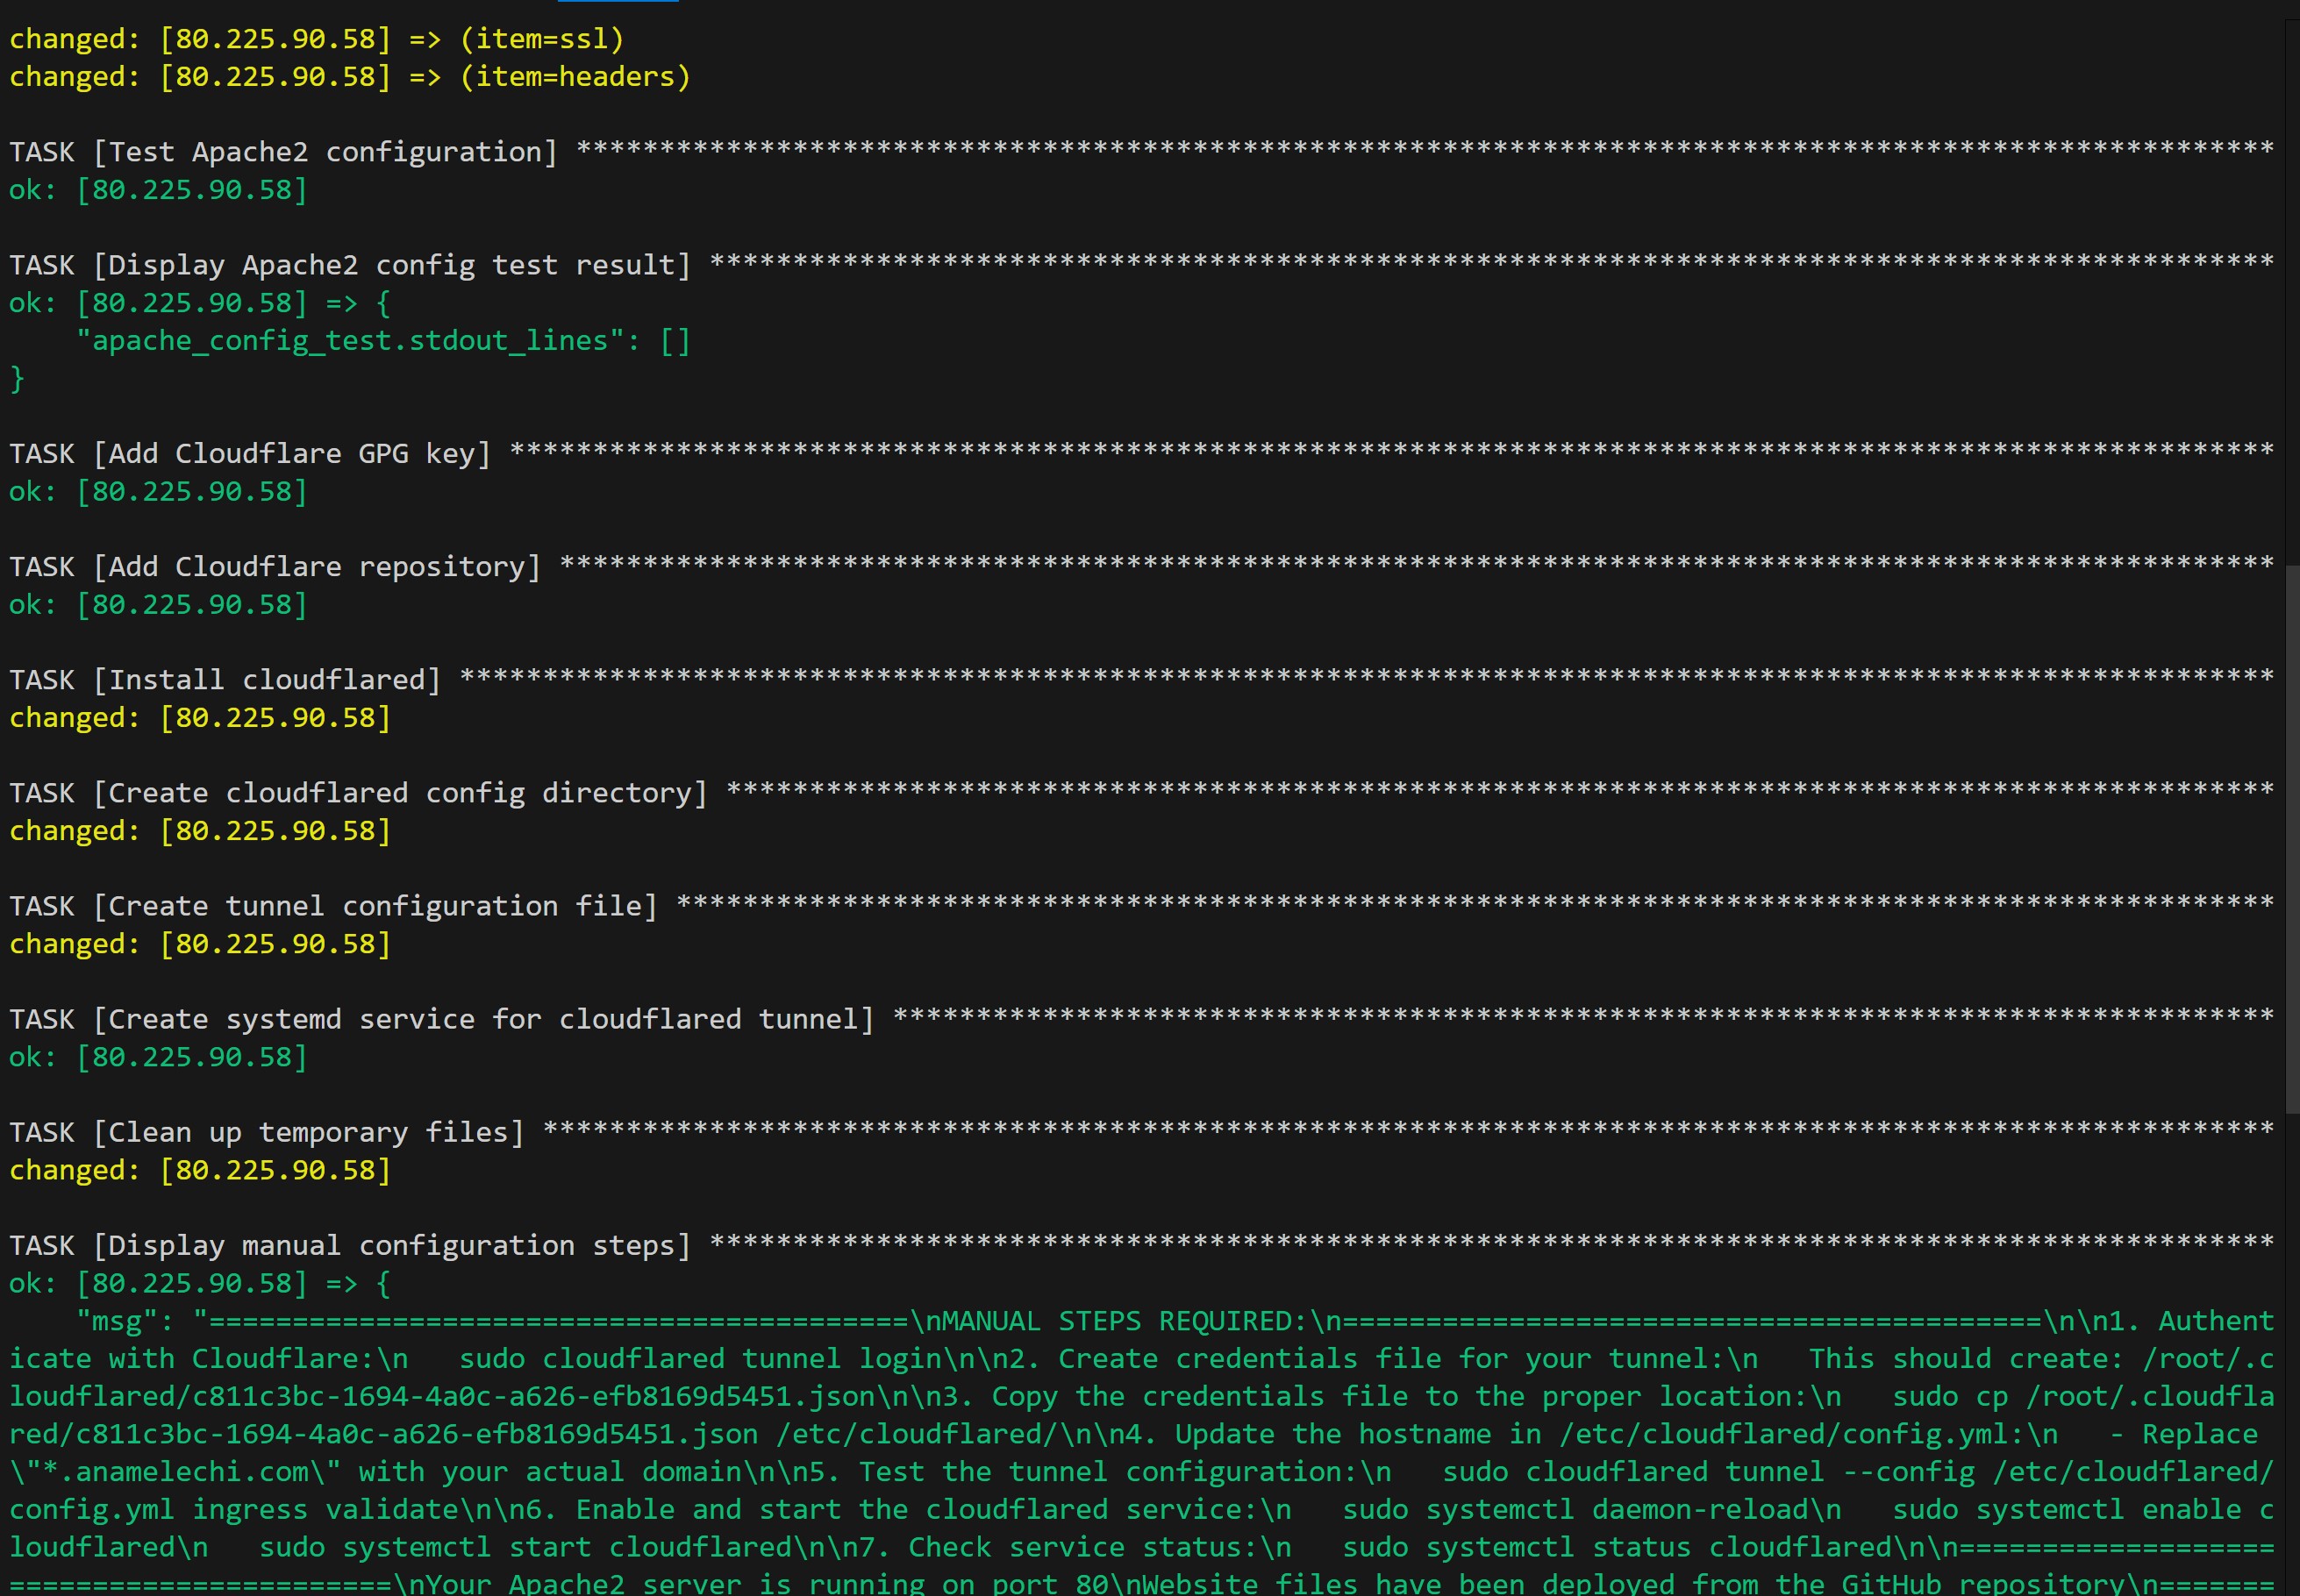 changed: [80.225.90.58] => (item=ssl)
changed: [80.225.90.58] => (item=headers)

TASK [Test Apache2 configuration] ******************************************************************************************************
ok: [80.225.90.58]

TASK [Display Apache2 config test result] **********************************************************************************************
ok: [80.225.90.58] => {
    "apache_config_test.stdout_lines": []
}

TASK [Add Cloudflare GPG key] **********************************************************************************************************
ok: [80.225.90.58]

TASK [Add Cloudflare repository] *******************************************************************************************************
ok: [80.225.90.58]

TASK [Install cloudflared] *************************************************************************************************************
changed: [80.225.90.58]

TASK [Create cloudflared config directory] *********************************************************************************************
changed: [80.225.90.58]

TASK [Create tunnel configuration file] ************************************************************************************************
changed: [80.225.90.58]

TASK [Create systemd service for cloudflared tunnel] ***********************************************************************************
ok: [80.225.90.58]

TASK [Clean up temporary files] ********************************************************************************************************
changed: [80.225.90.58]

TASK [Display manual configuration steps] **********************************************************************************************
ok: [80.225.90.58] => {
    "msg": "==========================================\nMANUAL STEPS REQUIRED:\n==========================================\n\n1. Authent
icate with Cloudflare:\n   sudo cloudflared tunnel login\n\n2. Create credentials file for your tunnel:\n   This should create: /root/.c
loudflared/c811c3bc-1694-4a0c-a626-efb8169d5451.json\n\n3. Copy the credentials file to the proper location:\n   sudo cp /root/.cloudfla
red/c811c3bc-1694-4a0c-a626-efb8169d5451.json /etc/cloudflared/\n\n4. Update the hostname in /etc/cloudflared/config.yml:\n   - Replace 
\"*.anamelechi.com\" with your actual domain\n\n5. Test the tunnel configuration:\n   sudo cloudflared tunnel --config /etc/cloudflared/
config.yml ingress validate\n\n6. Enable and start the cloudflared service:\n   sudo systemctl daemon-reload\n   sudo systemctl enable c
loudflared\n   sudo systemctl start cloudflared\n\n7. Check service status:\n   sudo systemctl status cloudflared\n\n===================
=======================\nYour Apache2 server is running on port 80\nWebsite files have been deployed from the GitHub repository\n=======